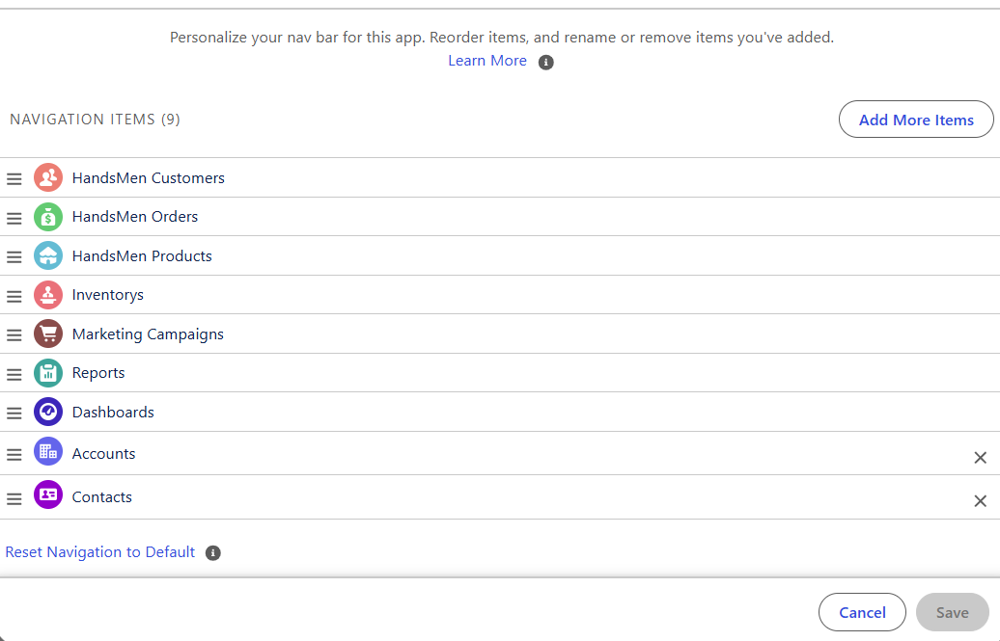 Personalize your nav bar for this app. Reorder items, and rename or remove items you've added.
Learn More
NAVIGATION ITEMS (9)
Add More Items
HandsMen Customers
HandsMen Orders
HandsMen Products
Inventorys
Marketing Campaigns
Reports
Dashboards
Accounts
Contacts
Reset Navigation to Default
Cancel
Save